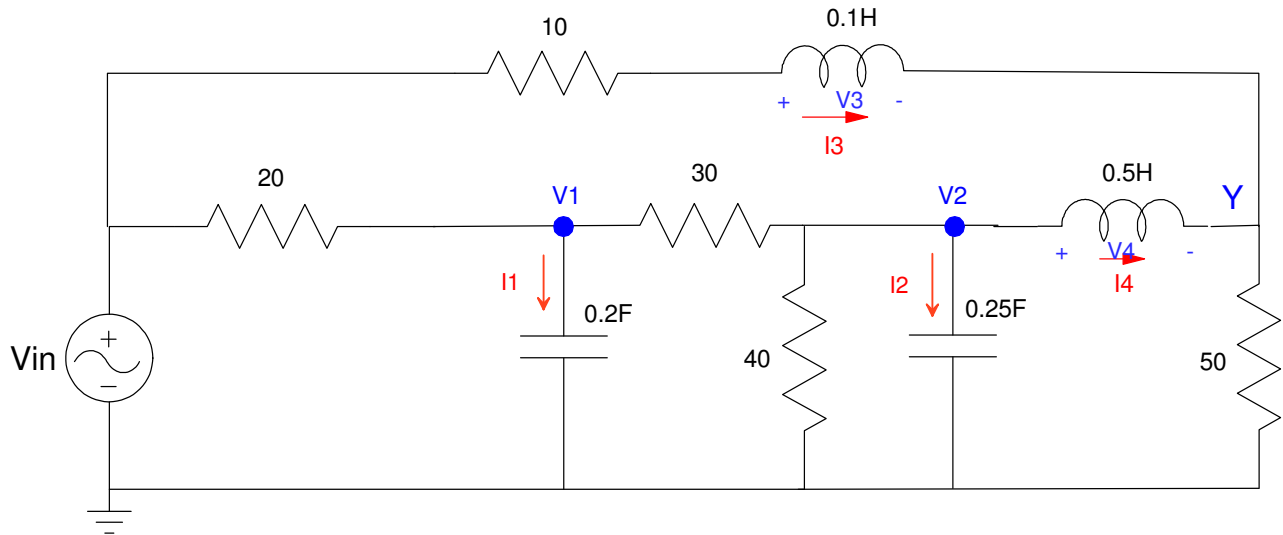 10
0.1H
+ V3 -
I3
20
V1
30
V2
0.5H
Y
+ V4 -
I4
I1
0.2F
I2
0.25F
Vin
+
−
40
50